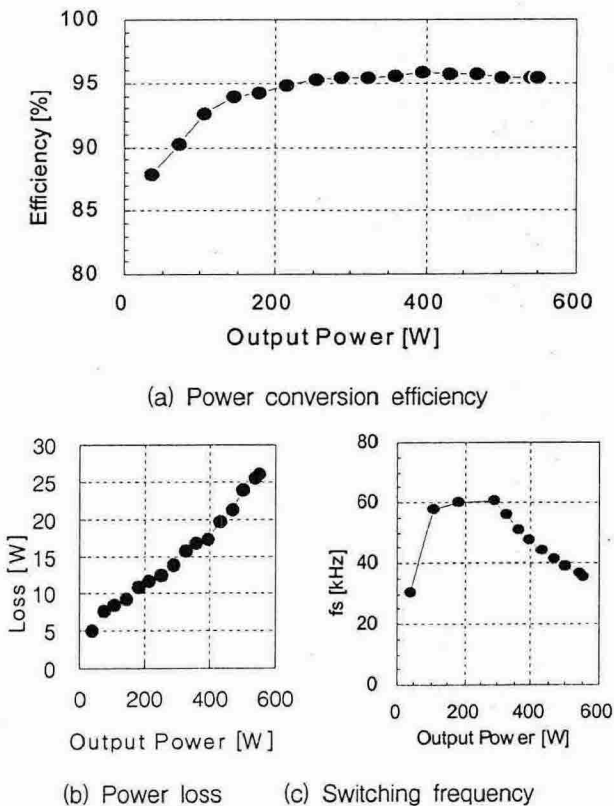 100
95
90
85
80
Efficiency [%]
0 200 400 600
Output Power [W]
(a) Power conversion efficiency
30
25
20
15
10
5
0
Loss [W]
0 200 400 600
Output Power [W]
80
60
40
20
0
fs [kHz]
0 200 400 600
Output Power [W]
(b) Power loss (c) Switching frequency